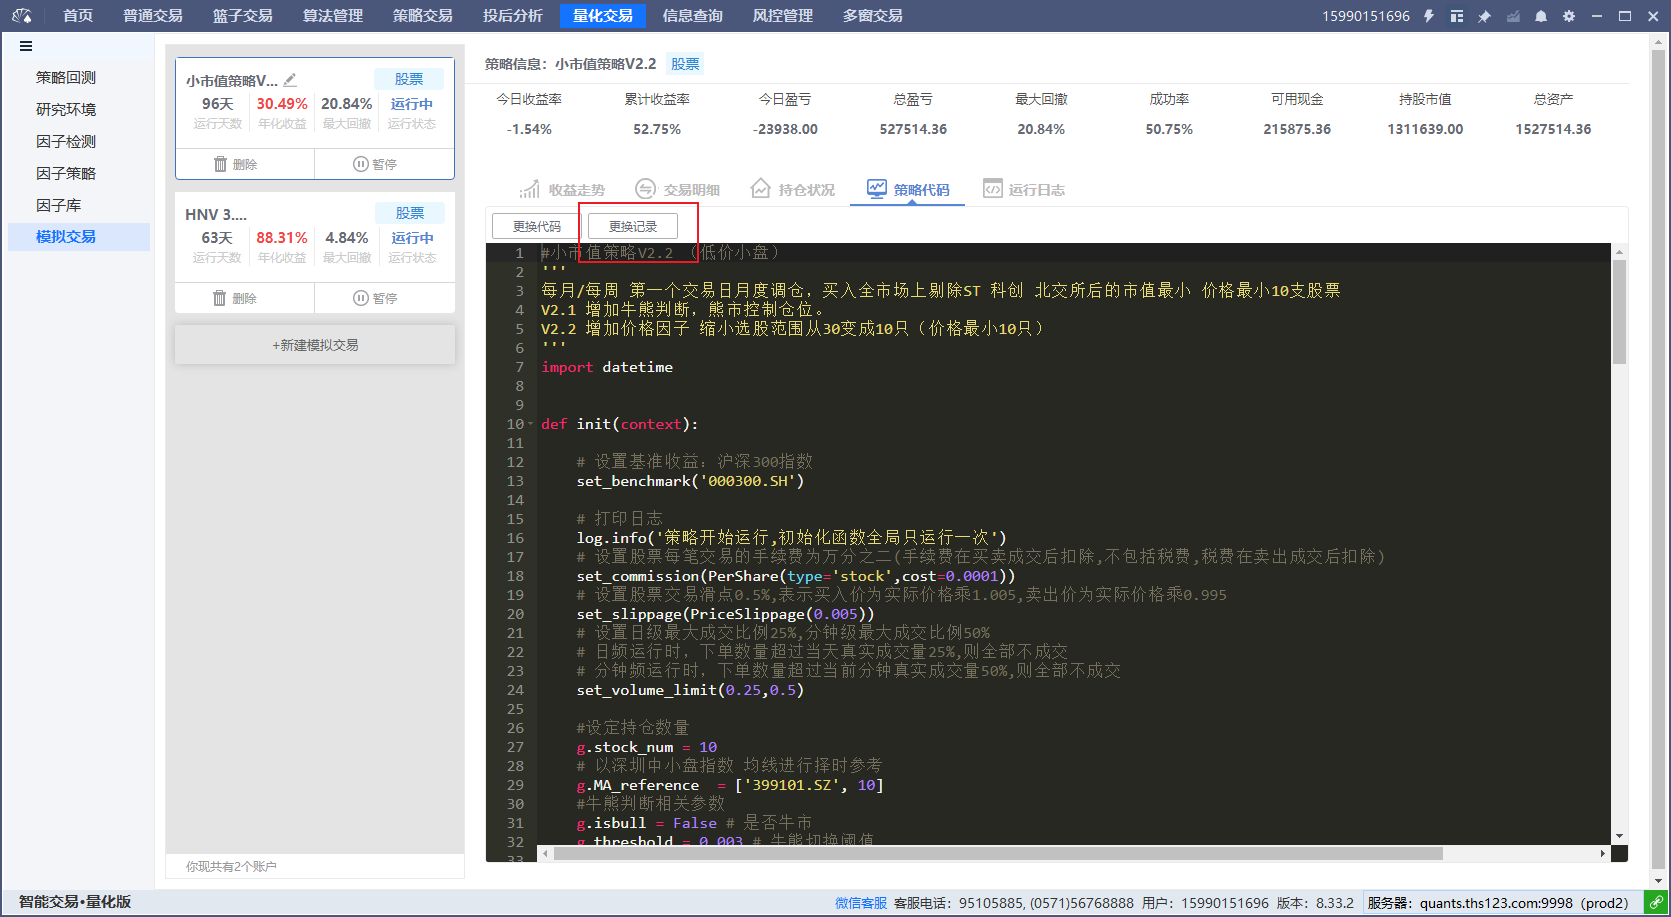 首页 普通交易 篮子交易 算法管理 策略交易 投后分析 量化交易 信息查询 风控管理 多窗交易 15990151696
策略回测
研究环境
因子检测
因子策略
因子库
模拟交易
小市值策略V... 股票
96天 30.49% 20.84% 运行中
运行天数 年化收益 最大回撤 运行状态
删除 暂停
HNV 3.... 股票
63天 88.31% 4.84% 运行中
运行天数 年化收益 最大回撤 运行状态
删除 暂停
+新建模拟交易
你现共有2个账户
策略信息：小市值策略V2.2 股票
今日收益率 累计收益率 今日盈亏 总盈亏 最大回撤 成功率 可用现金 持股市值 总资产
-1.54% 52.75% -23938.00 527514.36 20.84% 50.75% 215875.36 1311639.00 1527514.36
收益走势 交易明细 持仓状况 策略代码 运行日志
更换代码 更换记录
1 #小市值策略V2.2 （低价小盘）
2 '''
3 每月/每周 第一个交易日月度调仓，买入全市场上剔除ST 科创 北交所后的市值最小 价格最小10支股票
4 V2.1 增加牛熊判断，熊市控制仓位。
5 V2.2 增加价格因子 缩小选股范围从30变成10只（价格最小10只）
6 '''
7 import datetime
8
9
10 def init(context):
11
12 # 设置基准收益：沪深300指数
13 set_benchmark('000300.SH')
14
15 # 打印日志
16 log.info('策略开始运行,初始化函数全局只运行一次')
17 # 设置股票每笔交易的手续费为万分之二(手续费在买卖成交后扣除,不包括税费,税费在卖出成交后扣除)
18 set_commission(PerShare(type='stock',cost=0.0001))
19 # 设置股票交易滑点0.5%,表示买入价为实际价格乘1.005,卖出价为实际价格乘0.995
20 set_slippage(PriceSlippage(0.005))
21 # 设置日级最大成交比例25%,分钟级最大成交比例50%
22 # 日频运行时，下单数量超过当天真实成交量25%,则全部不成交
23 # 分钟频运行时，下单数量超过当前分钟真实成交量50%,则全部不成交
24 set_volume_limit(0.25,0.5)
25
26 #设定持仓数量
27 g.stock_num = 10
28 # 以深圳中小盘指数 均线进行择时参考
29 g.MA_reference = ['399101.SZ', 10]
30 #牛熊判断相关参数
31 g.isbull = False # 是否牛市
32 g.threshold = 0.003 # 牛熊切换阈值
33
智能交易•量化版 微信客服 客服电话：95105885, (0571)56768888 用户：15990151696 版本：8.33.2 服务器：quants.ths123.com:9998（prod2）